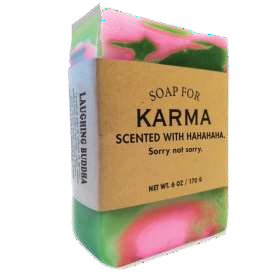 SOAP FOR
KARMA
SCENTED WITH HAHAHAHA.
Sorry not sorry.
NET WT. 6 OZ / 170 G
LAUGHING BUDDHA